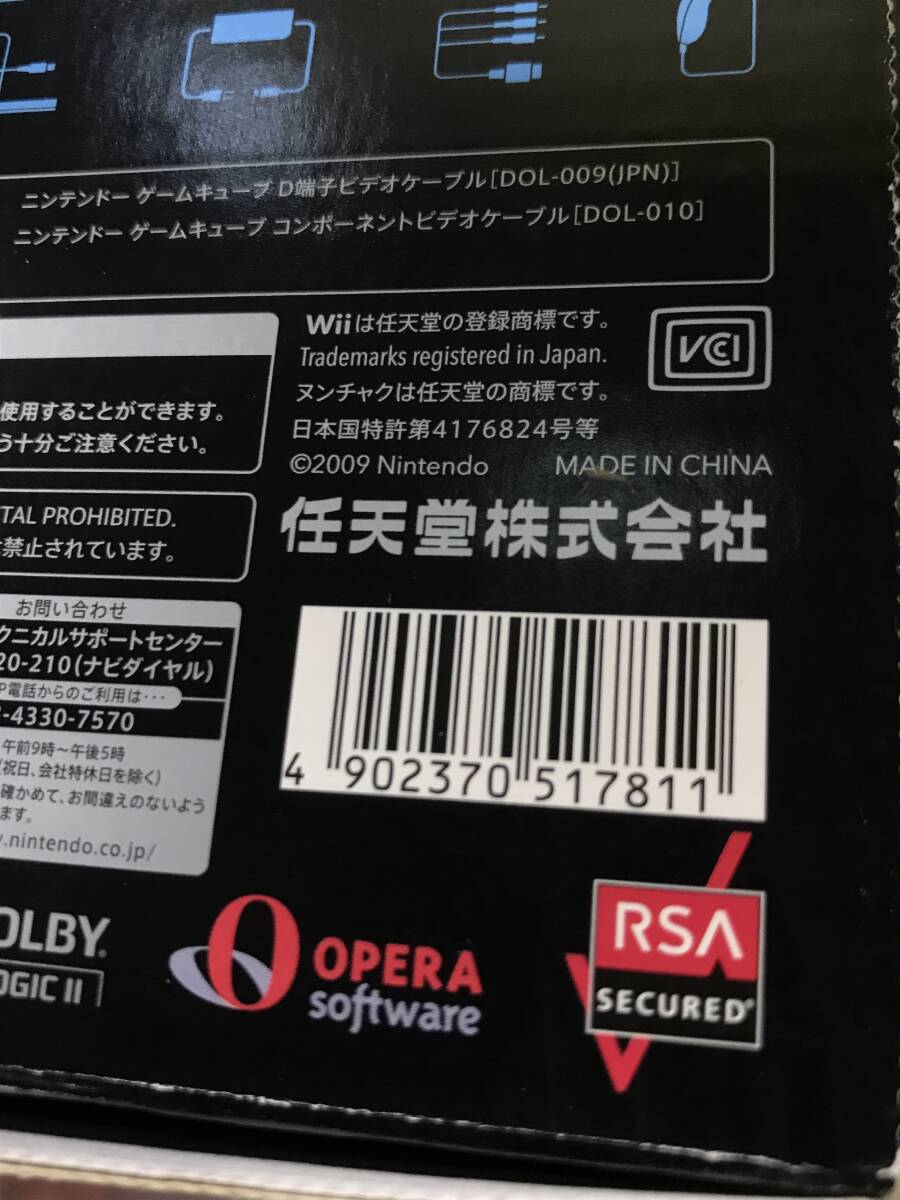 ニンテンドー ゲームキューブ D端子ビデオケーブル[DOL-009(JPN)]
ニンテンドー ゲームキューブ コンポーネントビデオケーブル[DOL-010]
使用することができます。
う十分ご注意ください。
TAL PROHIBITED.
禁止されています。
お問い合わせ
クニカルサポートセンター
20-210(ナビダイヤル)
P電話からのご利用は・・・
-4330-7570
午前9時～午後5時
祝日、会社特休日を除く)
確かめて、お間違えのないよう
ます。
.nintendo.co.jp/
Wiiは任天堂の登録商標です。
Trademarks registered in Japan.
ヌンチャクは任天堂の商標です。
日本国特許第4176824号等
©2009 Nintendo MADE IN CHINA
任天堂株式会社
VCCI
4 902370 517811
OLBY
OGIC II
OPERA
software
RSA
SECURED